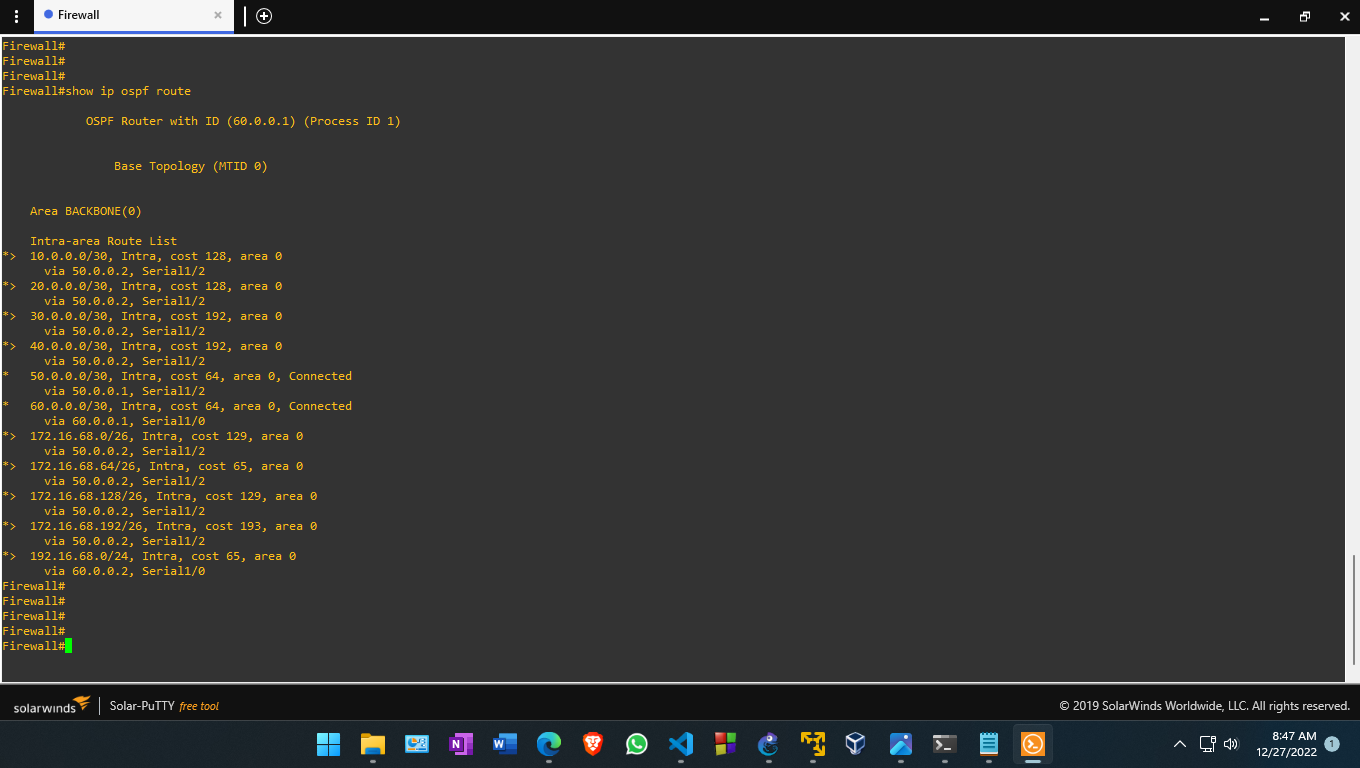 Firewall
Firewall#
Firewall#
Firewall#
Firewall#show ip ospf route
OSPF Router with ID (60.0.0.1) (Process ID 1)
Base Topology (MTID 0)
Area BACKBONE(0)
Intra-area Route List
*> 10.0.0.0/30, Intra, cost 128, area 0
via 50.0.0.2, Serial1/2
*> 20.0.0.0/30, Intra, cost 128, area 0
via 50.0.0.2, Serial1/2
*> 30.0.0.0/30, Intra, cost 192, area 0
via 50.0.0.2, Serial1/2
*> 40.0.0.0/30, Intra, cost 192, area 0
via 50.0.0.2, Serial1/2
* 50.0.0.0/30, Intra, cost 64, area 0, Connected
via 50.0.0.1, Serial1/2
* 60.0.0.0/30, Intra, cost 64, area 0, Connected
via 60.0.0.1, Serial1/0
*> 172.16.68.0/26, Intra, cost 129, area 0
via 50.0.0.2, Serial1/2
*> 172.16.68.64/26, Intra, cost 65, area 0
via 50.0.0.2, Serial1/2
*> 172.16.68.128/26, Intra, cost 129, area 0
via 50.0.0.2, Serial1/2
*> 172.16.68.192/26, Intra, cost 193, area 0
via 50.0.0.2, Serial1/2
*> 192.16.68.0/24, Intra, cost 65, area 0
via 60.0.0.2, Serial1/0
Firewall#
Firewall#
Firewall#
Firewall#
Firewall#
solarwinds | Solar-PuTTY free tool
© 2019 SolarWinds Worldwide, LLC. All rights reserved.
8:47 AM
12/27/2022
1